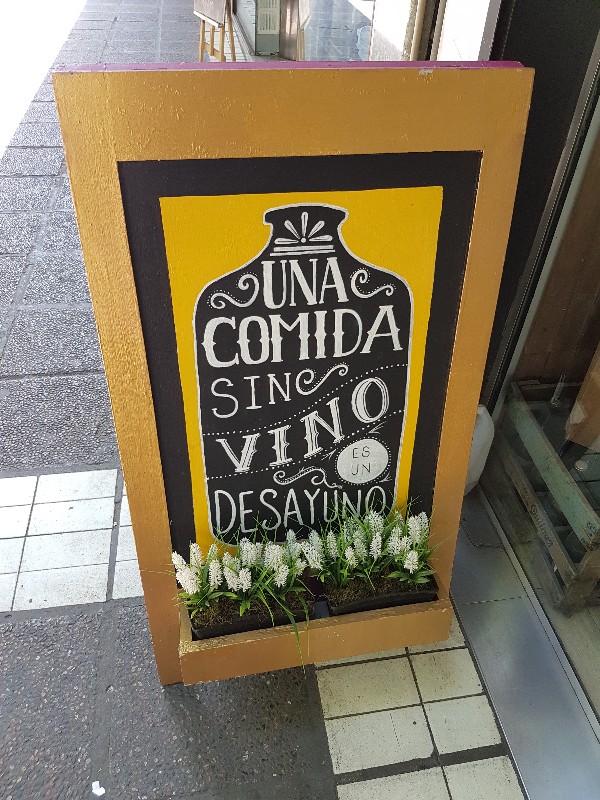 UNA
COMIDA
SIN
VINO
ES
UN
DESAYUNO